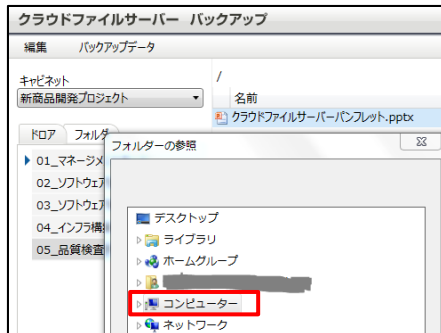 クラウドファイルサーバー バックアップ
編集 バックアップデータ
キャビネット
新商品開発プロジェクト
/
名前
クラウドファイルサーバーパンフレット.pptx
ドロア フォルダ
フォルダーの参照
01_マネージメ
02_ソフトウェア
03_ソフトウェア
04_インフラ構
05_品質検査
デスクトップ
ライブラリ
ホームグループ
コンピューター
ネットワーク